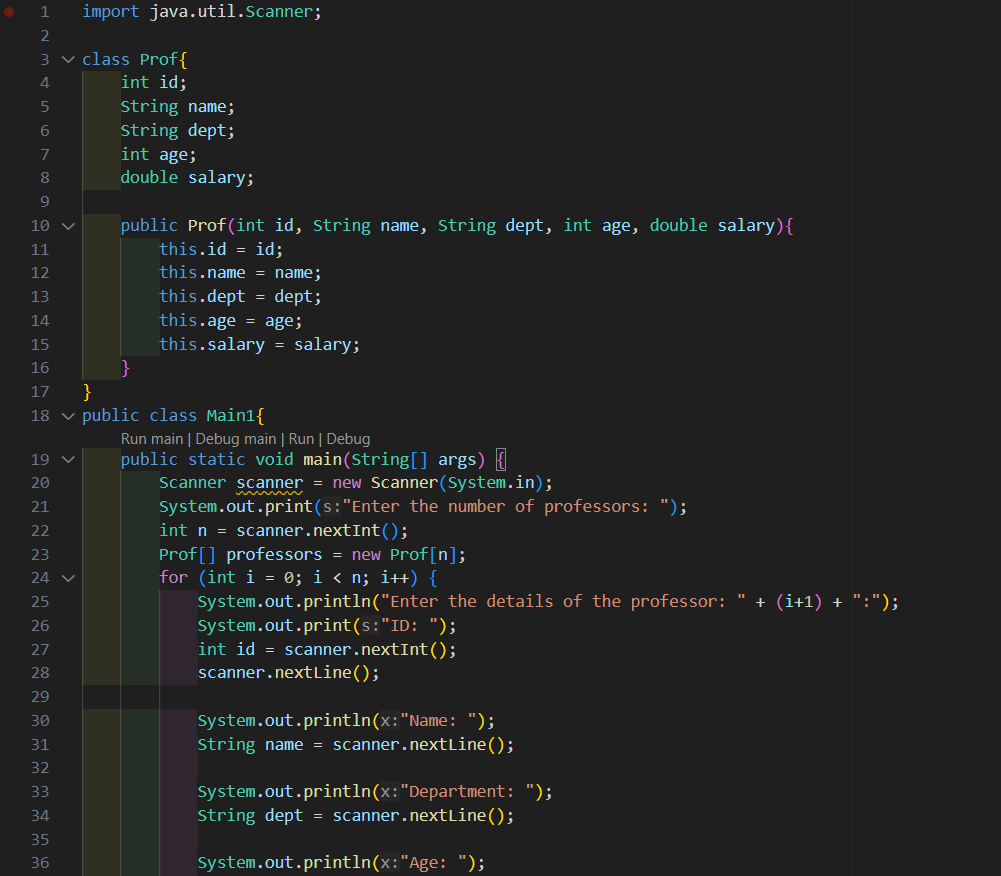 1 import java.util.Scanner;
2
3 class Prof{
4 int id;
5 String name;
6 String dept;
7 int age;
8 double salary;
9
10 public Prof(int id, String name, String dept, int age, double salary){
11 this.id = id;
12 this.name = name;
13 this.dept = dept;
14 this.age = age;
15 this.salary = salary;
16 }
17 }
18 public class Main1{
Run main | Debug main | Run | Debug
19 public static void main(String[] args) {
20 Scanner scanner = new Scanner(System.in);
21 System.out.print(s:"Enter the number of professors: ");
22 int n = scanner.nextInt();
23 Prof[] professors = new Prof[n];
24 for (int i = 0; i < n; i++) {
25 System.out.println("Enter the details of the professor: " + (i+1) + ":");
26 System.out.print(s:"ID: ");
27 int id = scanner.nextInt();
28 scanner.nextLine();
29
30 System.out.println(x:"Name: ");
31 String name = scanner.nextLine();
32
33 System.out.println(x:"Department: ");
34 String dept = scanner.nextLine();
35
36 System.out.println(x:"Age: ");